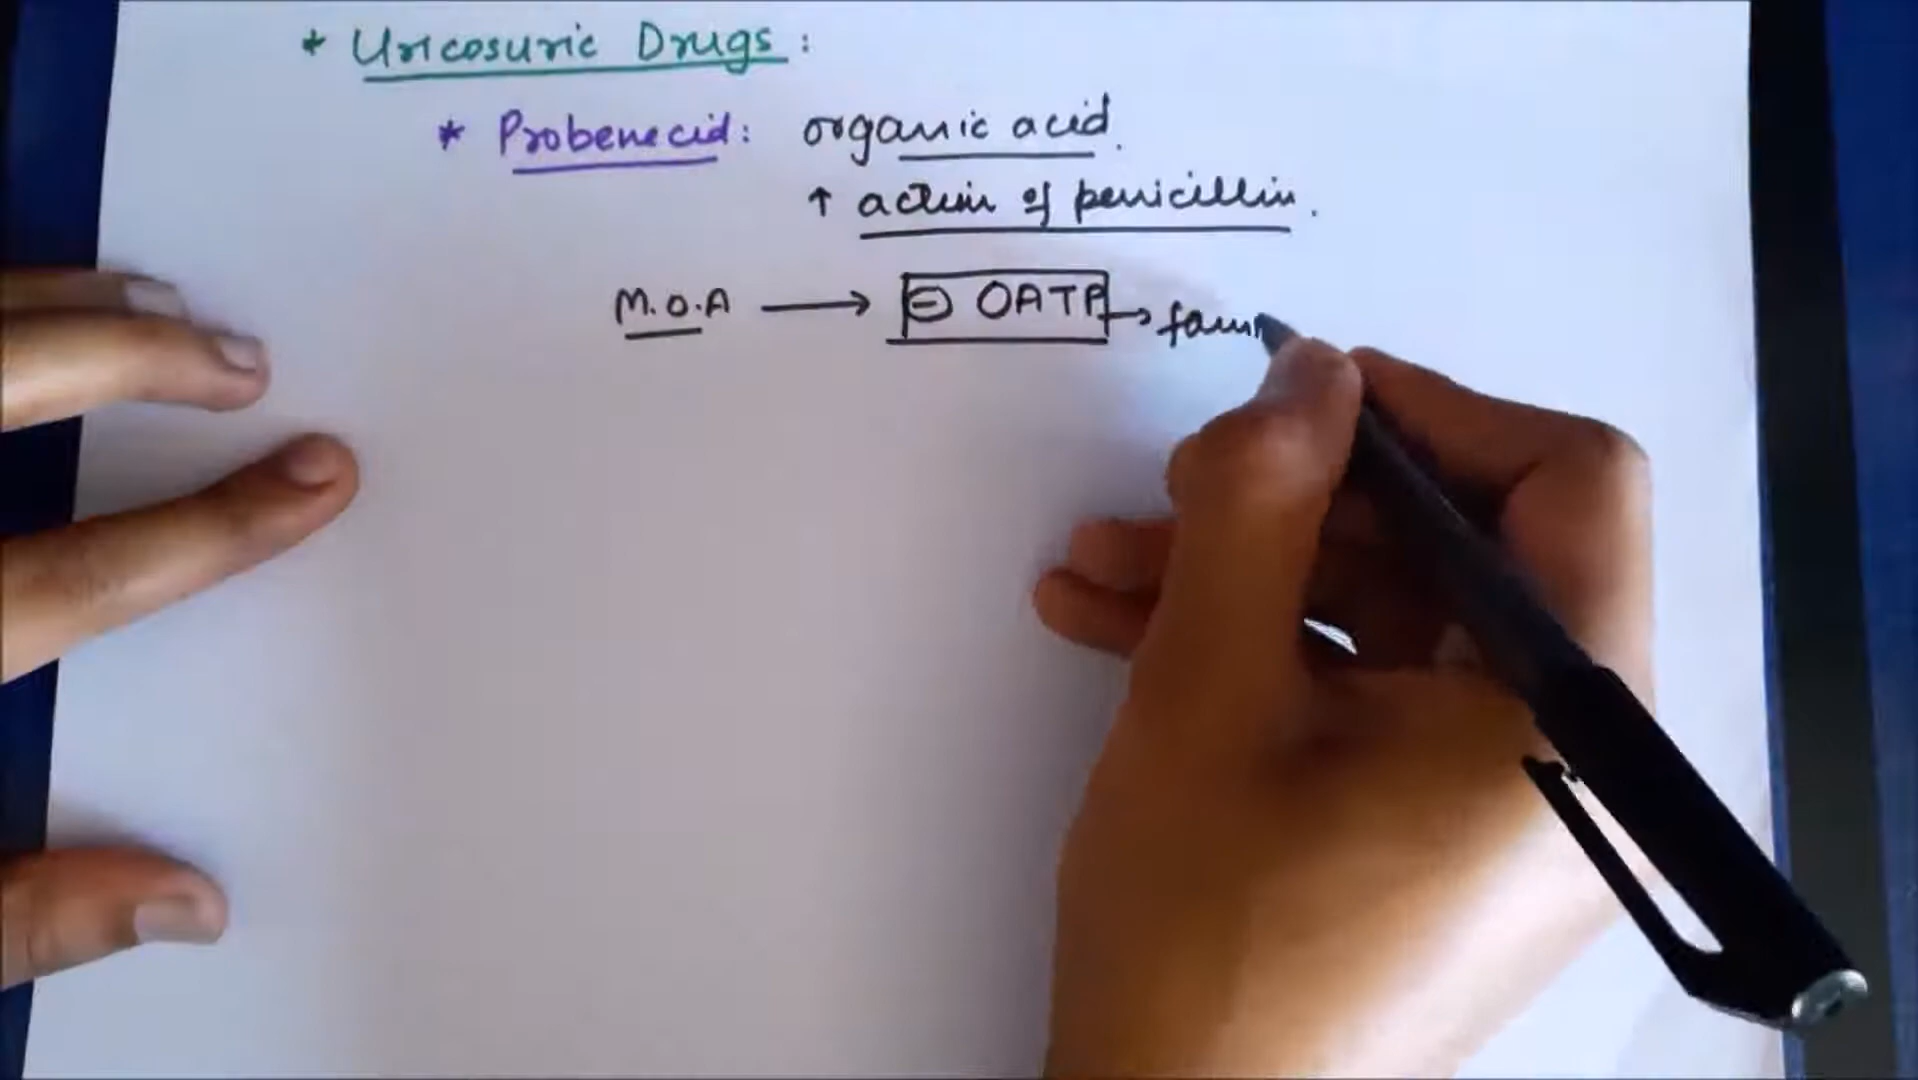 * Uricosuric Drugs:
* Probenecid: organic acid.
↑ action of penicillin.
M.O.A → ⊖ OATP →